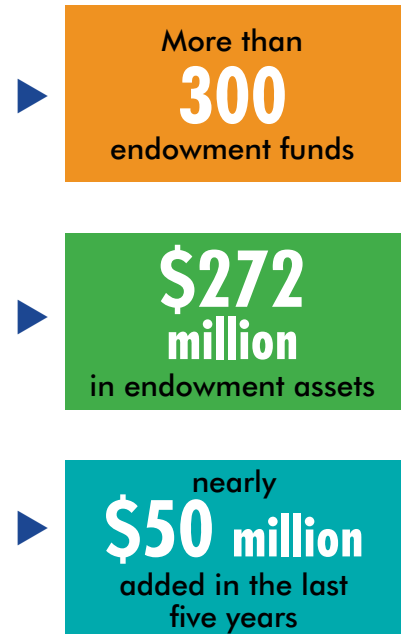 More than
300
endowment funds
$272
million
in endowment assets
nearly
$50 million
added in the last
five years